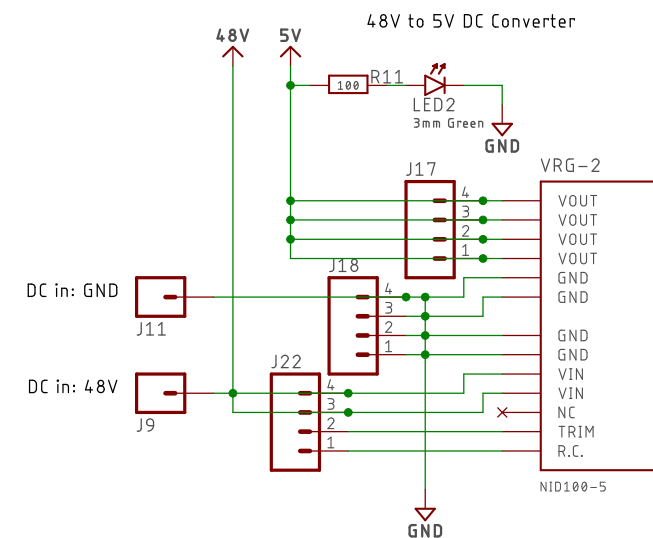 48V to 5V DC Converter
48V
5V
100
R11
LED2
3mm Green
GND
VRG-2
J17
4
3
2
1
VOUT
VOUT
VOUT
VOUT
GND
GND
GND
GND
VIN
VIN
NC
TRIM
R.C.
NID100-5
J18
4
3
2
1
DC in: GND
J11
J22
4
3
2
1
DC in: 48V
J9
GND